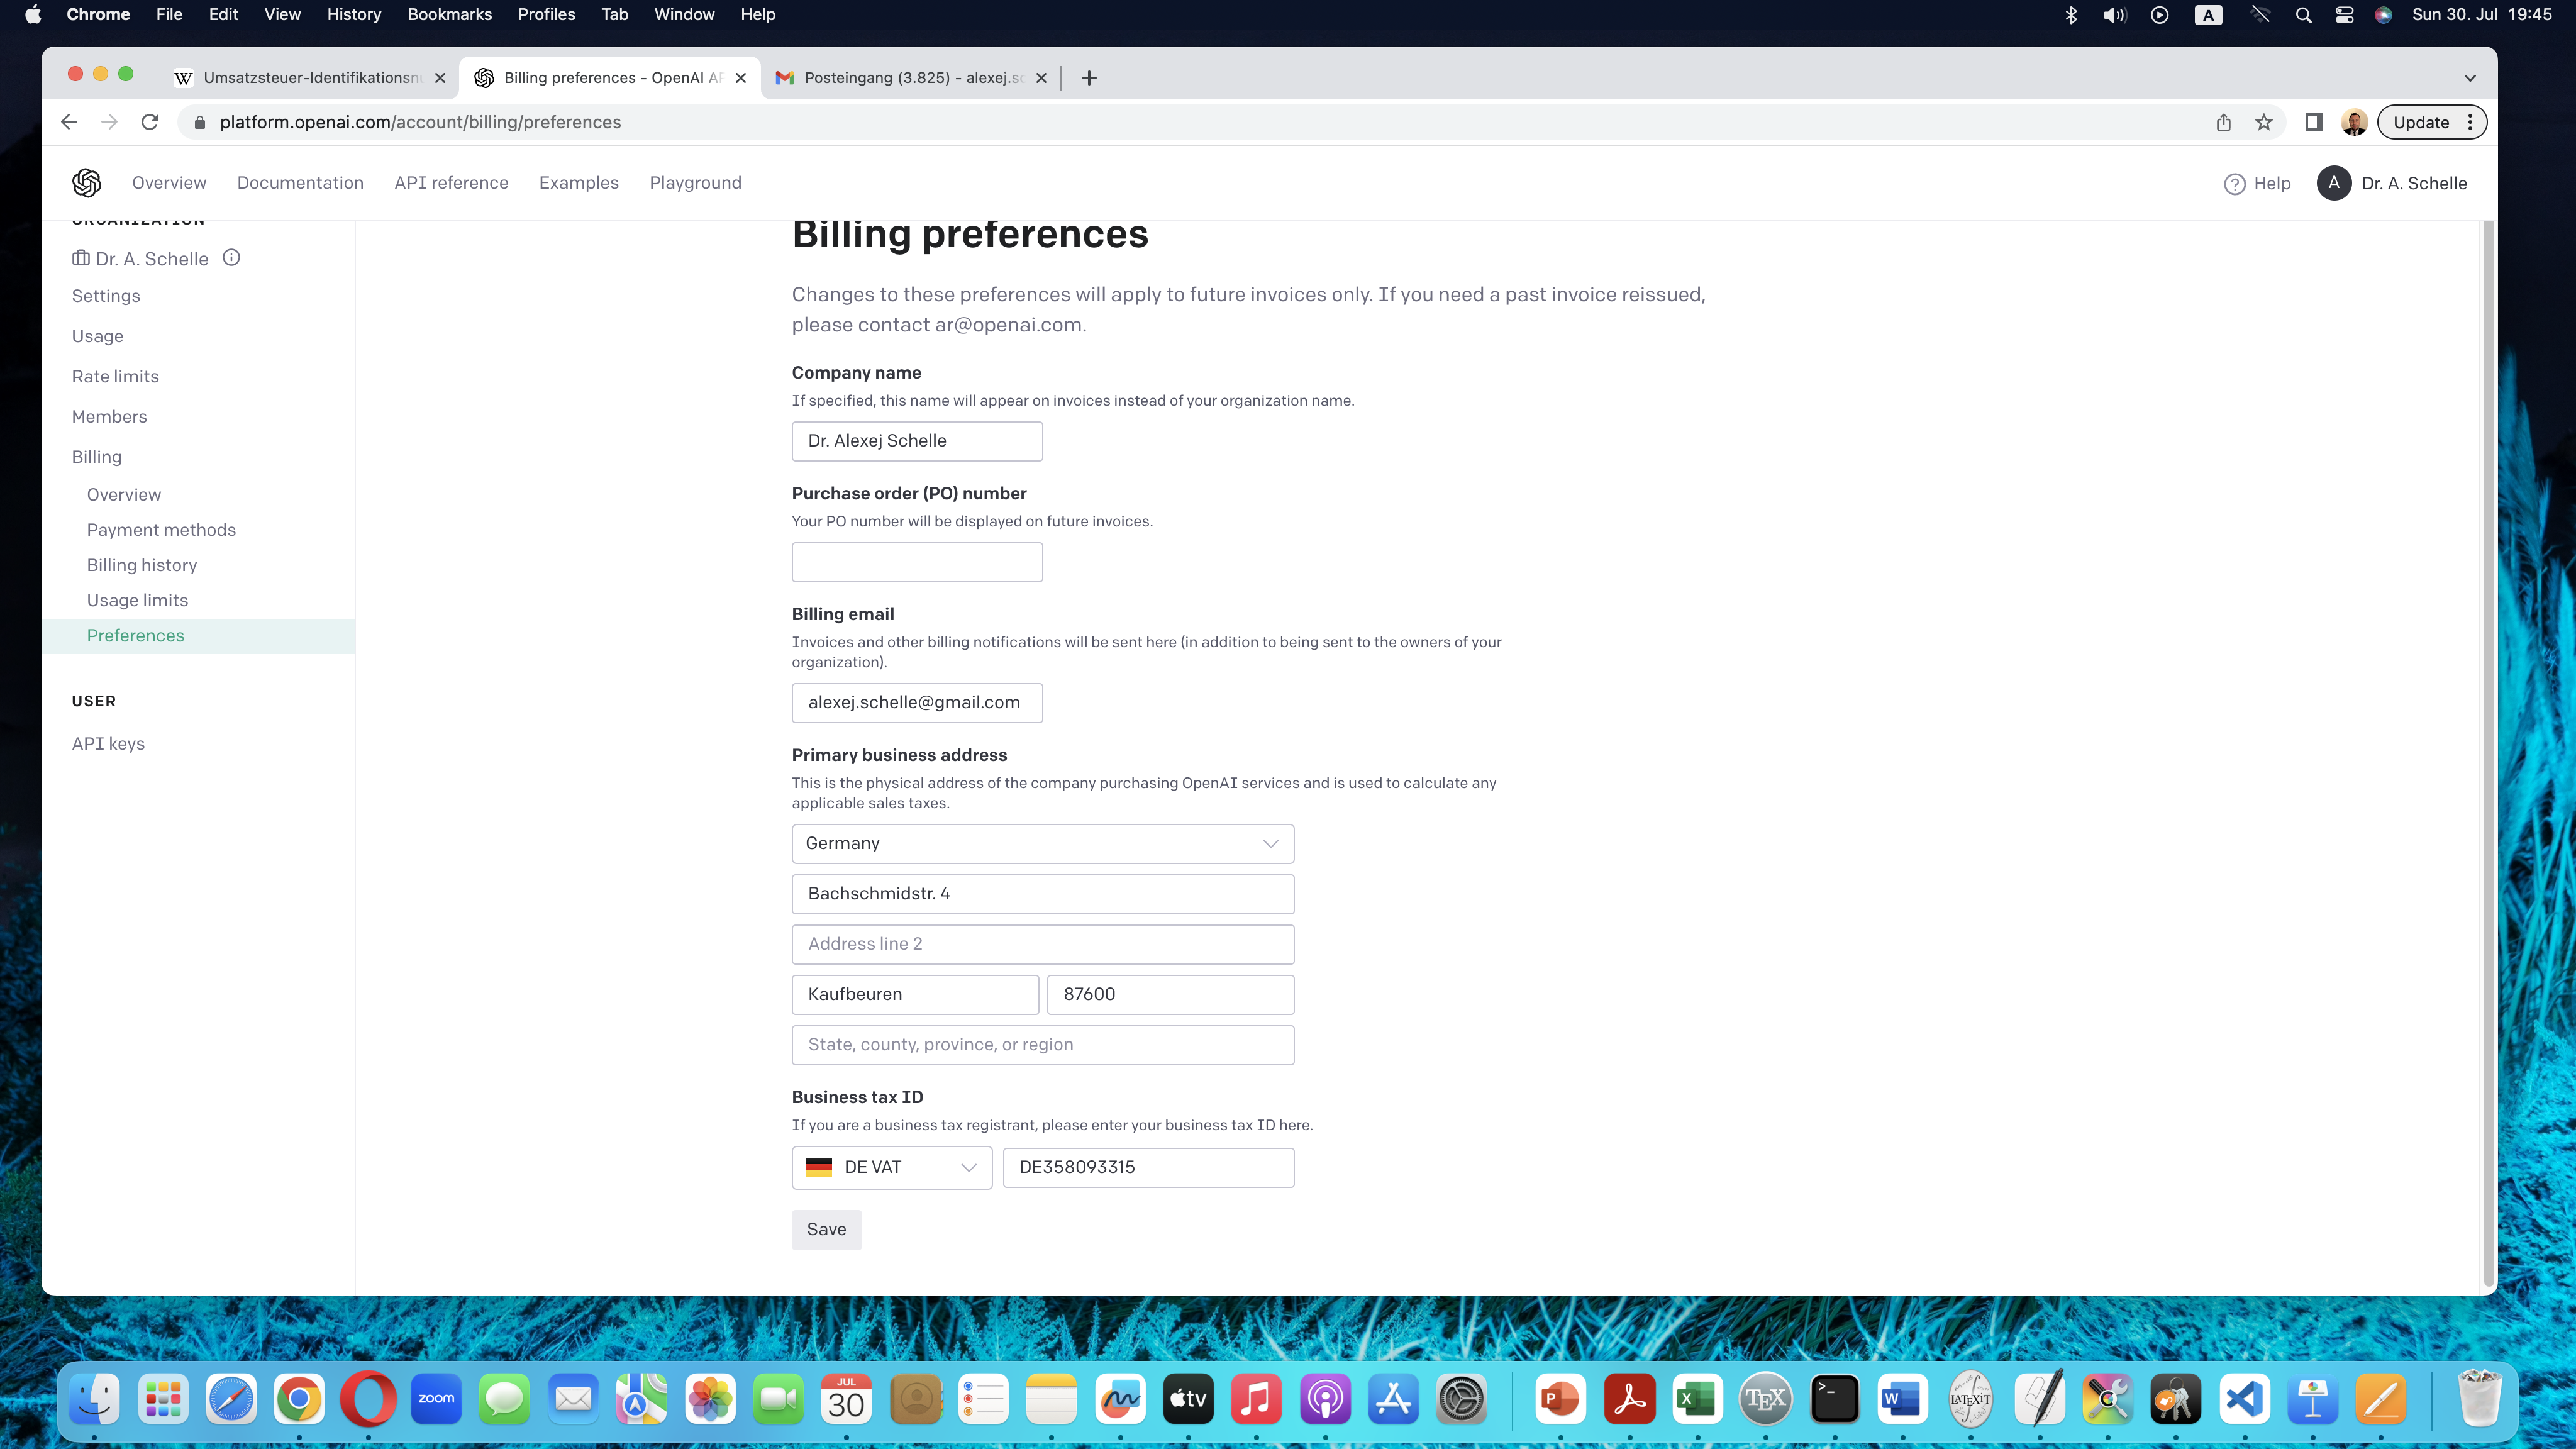 Chrome File Edit View History Bookmarks Profiles Tab Window Help
A
Sun 30. Jul 19:45
W Umsatzsteuer-Identifikationsnu
Billing preferences - OpenAI AP
Posteingang (3.825) - alexej.sc
platform.openai.com/account/billing/preferences
Update
Overview Documentation API reference Examples Playground
Help
A Dr. A. Schelle
ORGANIZATION
Dr. A. Schelle
Settings
Usage
Rate limits
Members
Billing
Overview
Payment methods
Billing history
Usage limits
Preferences
USER
API keys
Billing preferences
Changes to these preferences will apply to future invoices only. If you need a past invoice reissued,
please contact ar@openai.com.
Company name
If specified, this name will appear on invoices instead of your organization name.
Dr. Alexej Schelle
Purchase order (PO) number
Your PO number will be displayed on future invoices.
Billing email
Invoices and other billing notifications will be sent here (in addition to being sent to the owners of your
organization).
alexej.schelle@gmail.com
Primary business address
This is the physical address of the company purchasing OpenAI services and is used to calculate any
applicable sales taxes.
Germany
Bachschmidstr. 4
Address line 2
Kaufbeuren 87600
State, county, province, or region
Business tax ID
If you are a business tax registrant, please enter your business tax ID here.
DE VAT DE358093315
Save
zoom
JUL
30
tv
P
X
TEX
>_
W
LATEXiT